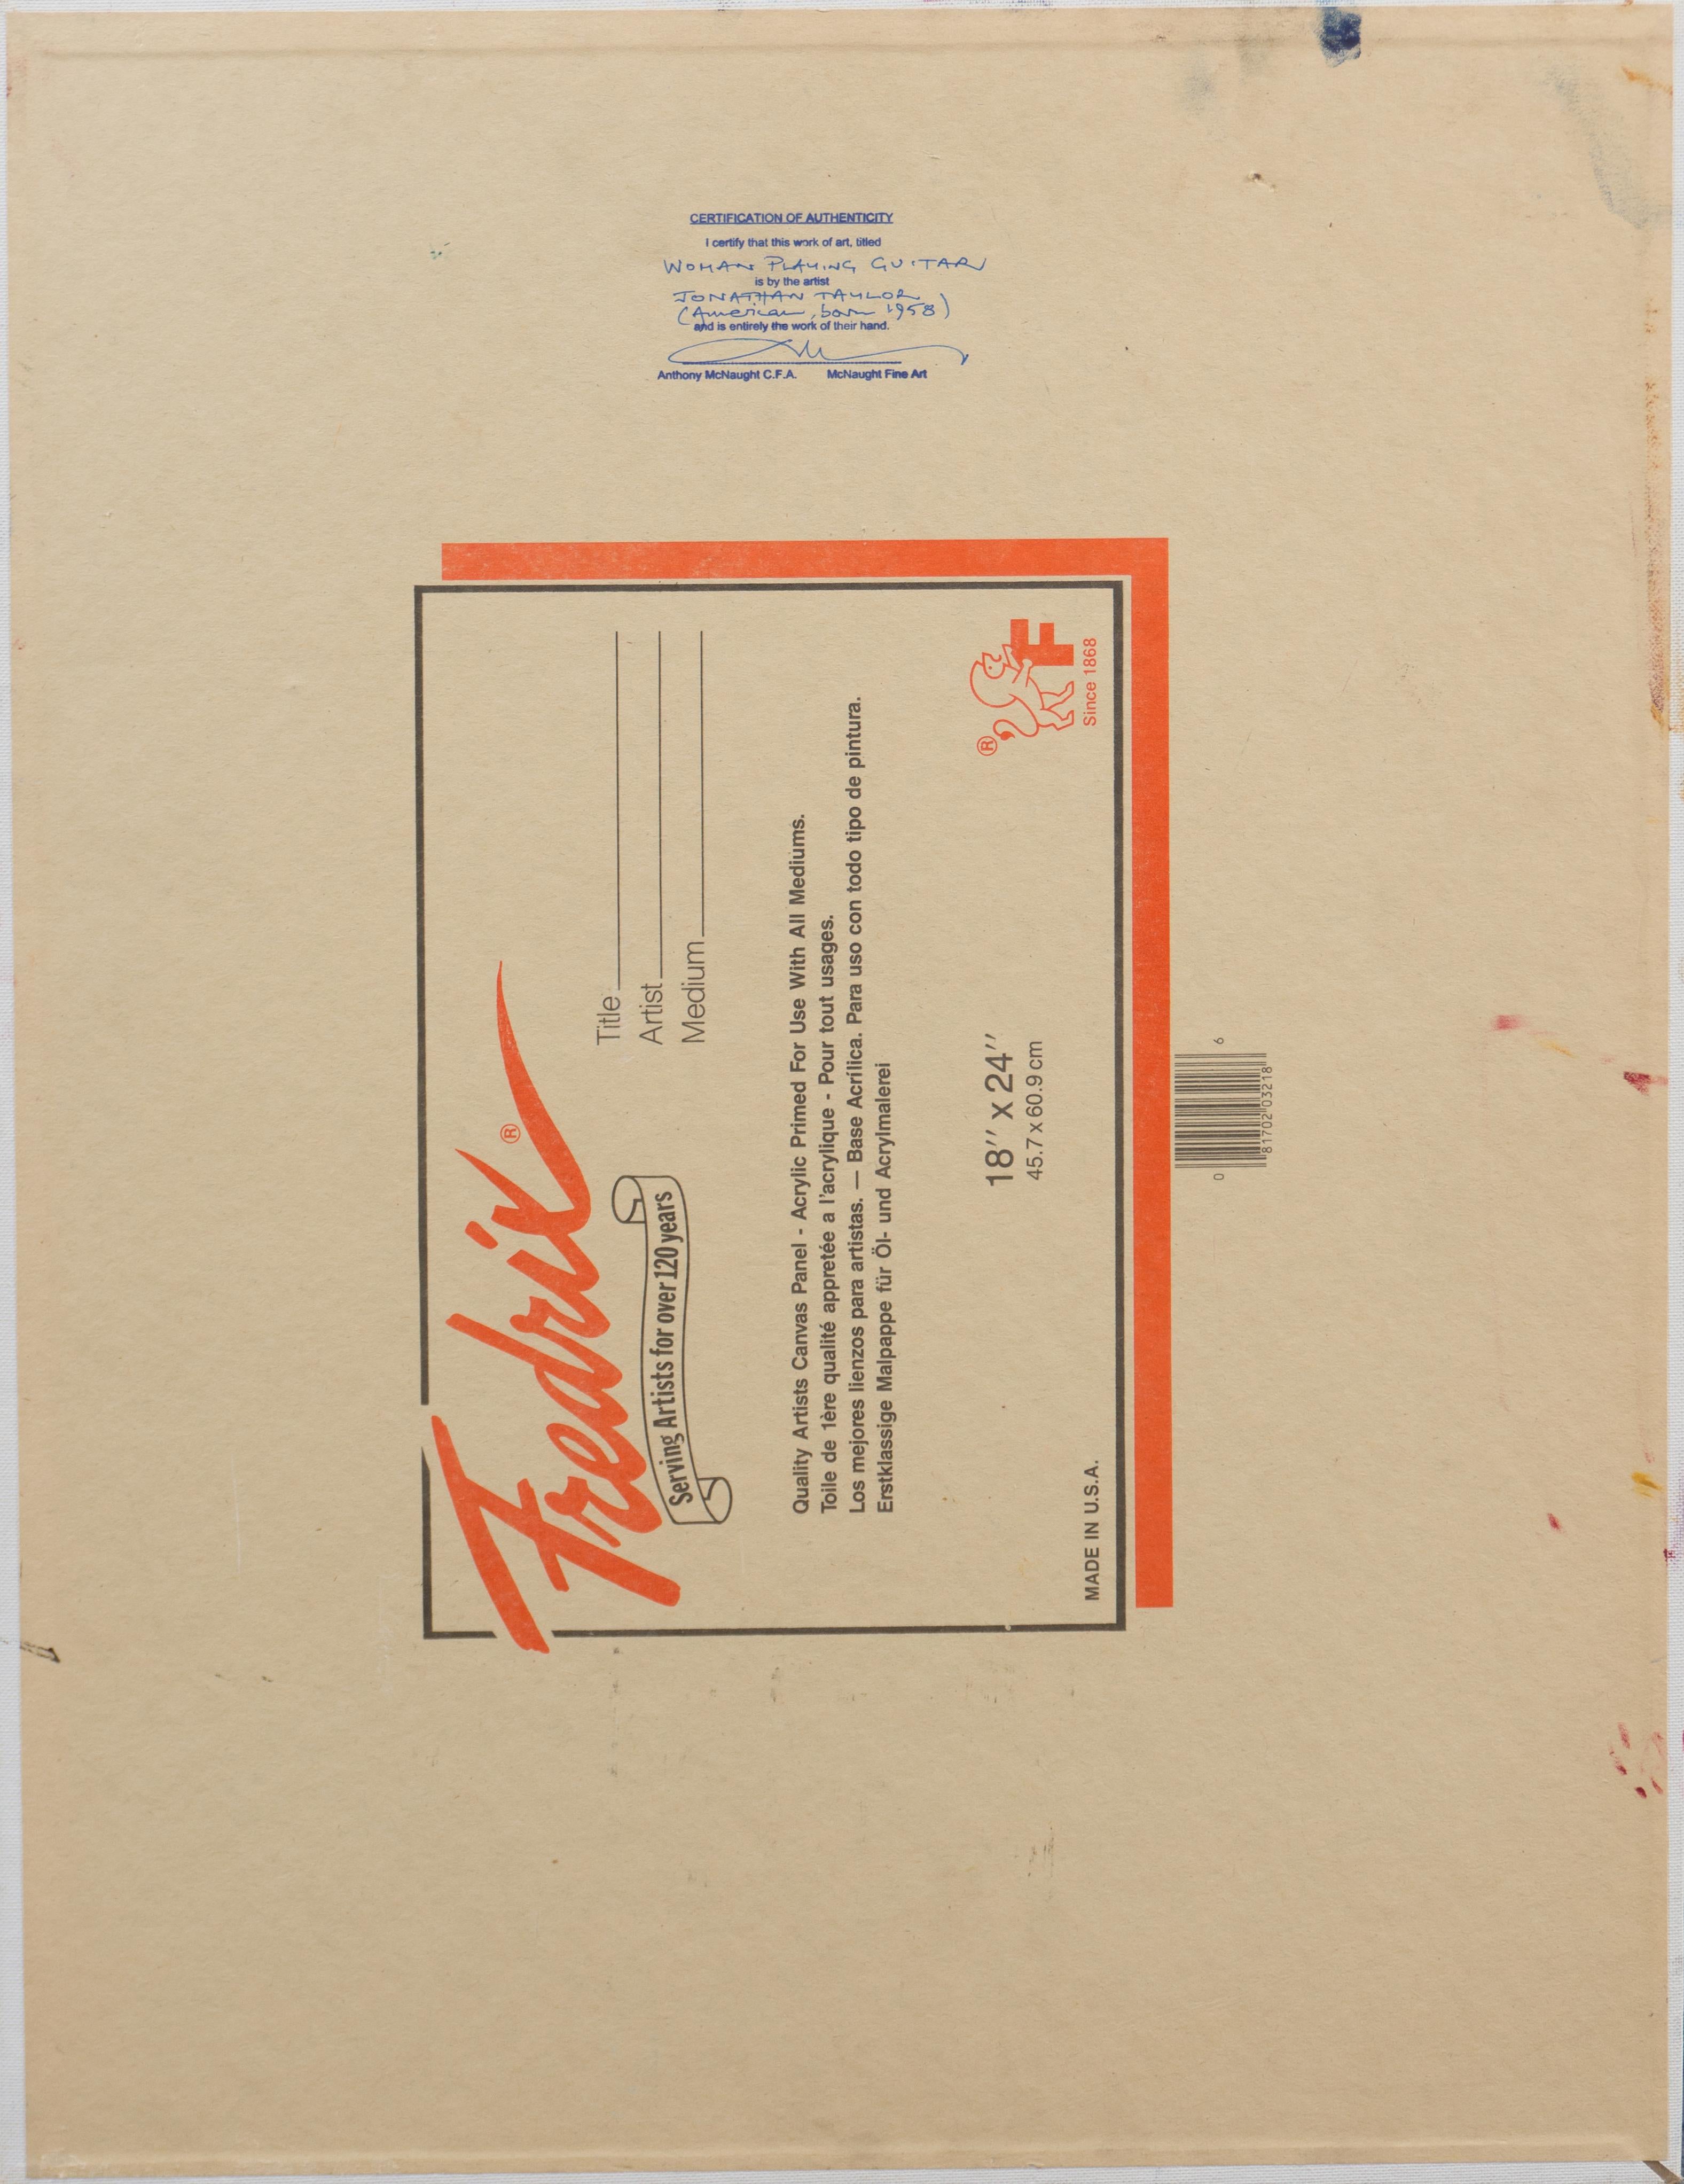 CERTIFICATION OF AUTHENTICITY
I certify that this work of art, titled
WOMAN PLAYING GUITAR
is by the artist
JONATHAN TAYLOR
(American, born 1958)
and is entirely the work of their hand.
Anthony McNaught C.F.A. McNaught Fine Art
Fredrix ®
Serving Artists for over 120 years
Title
Artist
Medium
Quality Artists Canvas Panel - Acrylic Primed For Use With All Mediums.
Toile de 1ère qualité appretée a l'acrylique - Pour tout usages.
Los mejores lienzos para artistas. — Base Acrílica. Para uso con todo tipo de pintura.
Erstklassige Malpappe für Öl- und Acrylmalerei
18" x 24"
45.7 x 60.9 cm
MADE IN U.S.A.
® F
Since 1868
0 81702 03218 6